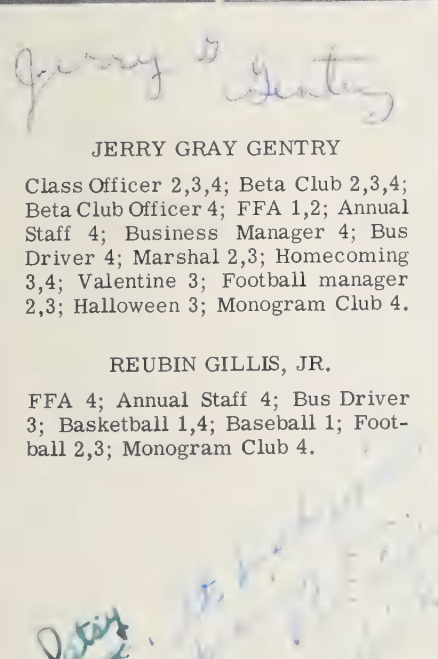 Jerry G Gentry
JERRY GRAY GENTRY
Class Officer 2,3,4; Beta Club 2,3,4;
Beta Club Officer 4; FFA 1,2; Annual
Staff 4; Business Manager 4; Bus
Driver 4; Marshal 2,3; Homecoming
3,4; Valentine 3; Football manager
2,3; Halloween 3; Monogram Club 4.
REUBIN GILLIS, JR.
FFA 4; Annual Staff 4; Bus Driver
3; Basketball 1,4; Baseball 1; Foot-
ball 2,3; Monogram Club 4.
Patsy